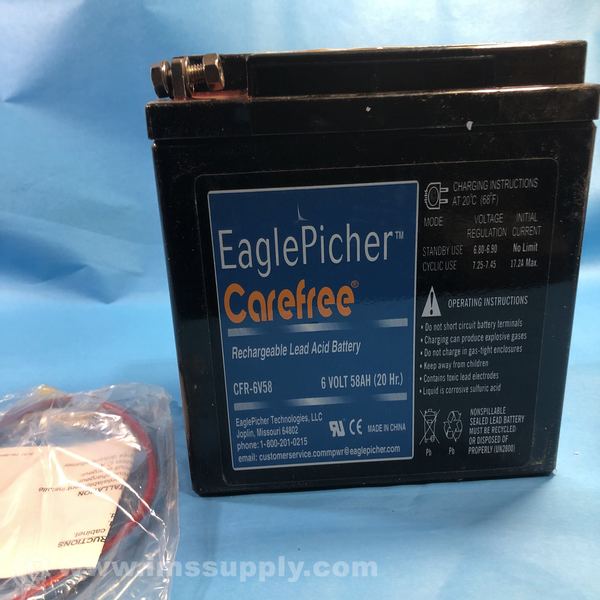 EaglePicher™
Carefree®
Rechargeable Lead Acid Battery
CFR-6V58 6 VOLT 58AH (20 Hr.)
EaglePicher Technologies, LLC
Joplin, Missouri 64802
phone: 1-800-201-0215
email: customerservice.commpwr@eaglepicher.com
CE MADE IN CHINA
CHARGING INSTRUCTIONS
AT 20°C (68°F)
MODE VOLTAGE REGULATION INITIAL CURRENT
STANDBY USE 6.80-6.90 No Limit
CYCLIC USE 7.25-7.45 17.2A Max.
OPERATING INSTRUCTIONS
• Do not short circuit battery terminals
• Charging can produce explosive gases
• Do not charge in gas-tight enclosures
• Keep away from children
• Contains toxic lead electrodes
• Liquid is corrosive sulfuric acid
Pb Pb
NONSPILLABLE
SEALED LEAD BATTERY
MUST BE RECYCLED
OR DISPOSED OF
PROPERLY (UN2800)
cabinet.
www.imssupply.com